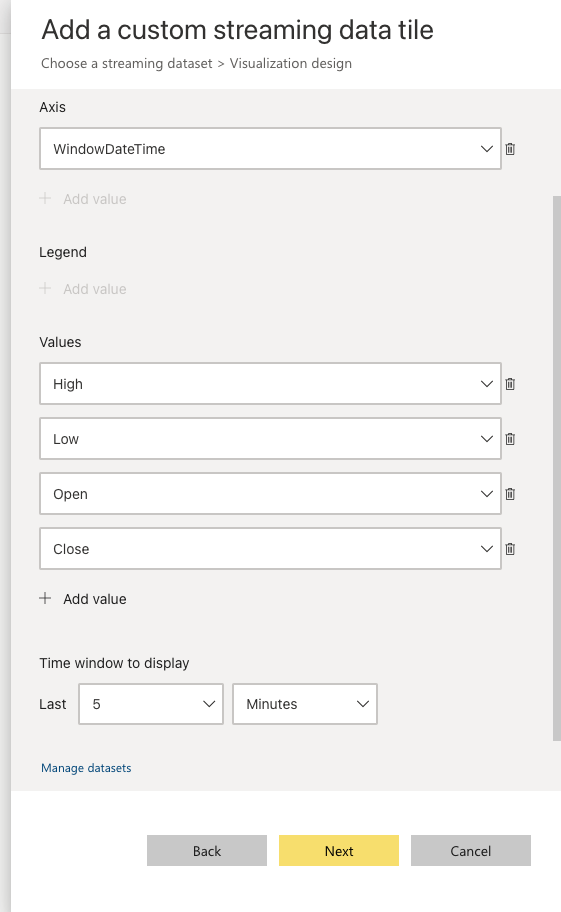 Add a custom streaming data tile
Choose a streaming dataset > Visualization design
Axis
WindowDateTime
Add value
Legend
Add value
Values
High
Low
Open
Close
Add value
Time window to display
Last 5 Minutes
Manage datasets
Back Next Cancel